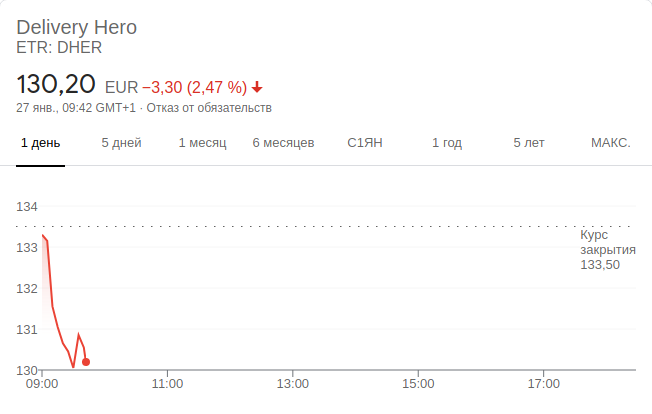 Delivery Hero
ETR: DHER
130,20 EUR −3,30 (2,47 %)
27 янв., 09:42 GMT+1 · Отказ от обязательств
1 день 5 дней 1 месяц 6 месяцев С1ЯН 1 год 5 лет МАКС.
134
Курс
133
закрытия
133,50
132
131
130
09:00 11:00 13:00 15:00 17:00